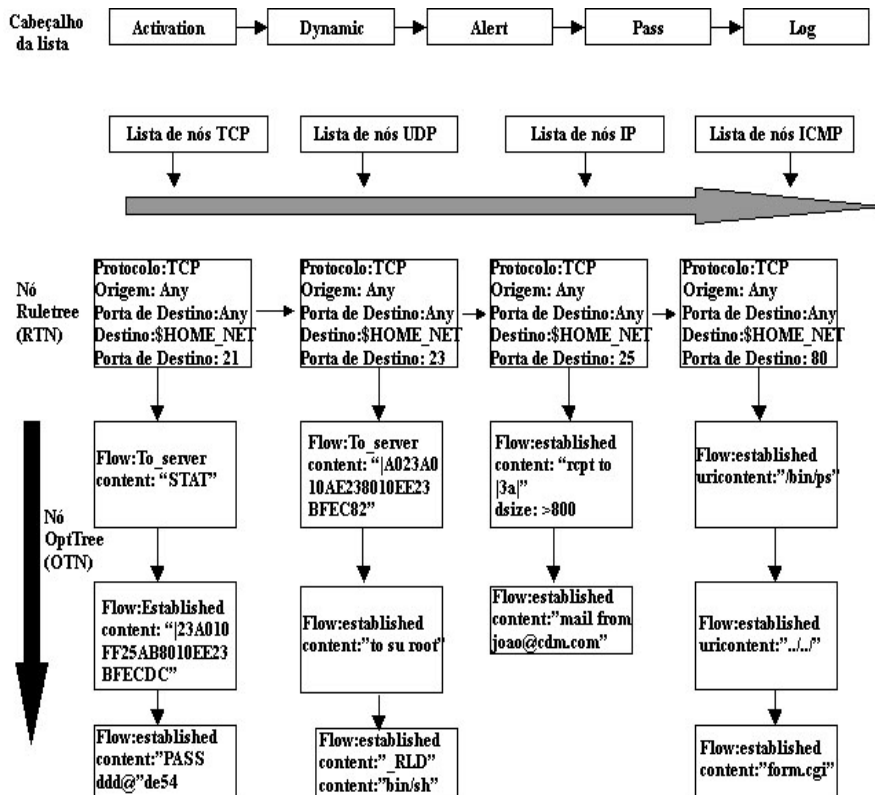 Cabeçalho
da lista
Activation
Dynamic
Alert
Pass
Log
Lista de nós TCP
Lista de nós UDP
Lista de nós IP
Lista de nós ICMP
Nó
Ruletree
(RTN)
Protocolo:TCP
Origem: Any
Porta de Destino:Any
Destino:$HOME_NET
Porta de Destino: 21
Protocolo:TCP
Origem: Any
Porta de Destino:Any
Destino:$HOME_NET
Porta de Destino: 23
Protocolo:TCP
Origem: Any
Porta de Destino:Any
Destino:$HOME_NET
Porta de Destino: 25
Protocolo:TCP
Origem: Any
Porta de Destino:Any
Destino:$HOME_NET
Porta de Destino: 80
Nó
OptTree
(OTN)
Flow:To_server
content: “STAT”
Flow:To_server
content: “|A023A0
010AE238010EE23
BFEC82”
Flow:established
content: “rcpt to
|3a|”
dsize: >800
Flow:established
uricontent:”/bin/ps”
Flow:Established
content: “|23A010
FF25AB8010EE23
BFECDC”
Flow:established
content:”to su root”
Flow:established
content:”mail from
joao@cdm.com”
Flow:established
uricontent:”../../”
Flow:established
content:”PASS
ddd@”de54
Flow:established
content:”_RLD”
content:”bin/sh”
Flow:established
content:”form.cgi”